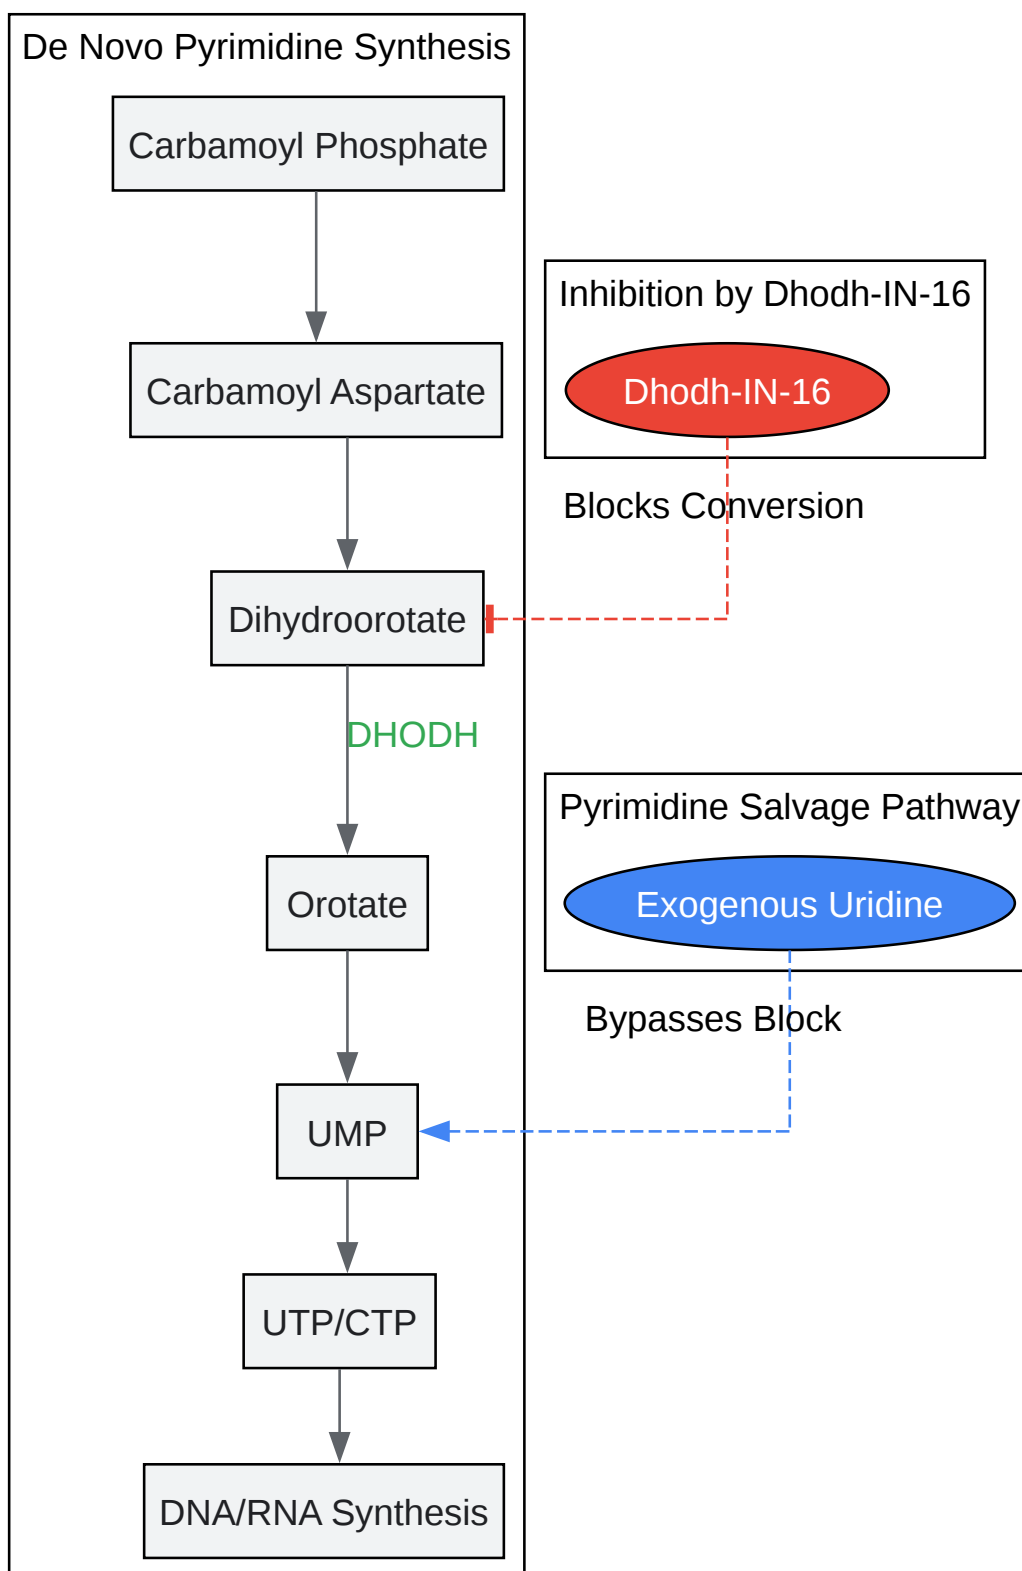 De Novo Pyrimidine Synthesis
Carbamoyl Phosphate
Inhibition by Dhodh-IN-16
Carbamoyl Aspartate
Dhodh-IN-16
Blocks Conversion
Dihydroorotate
DHODH
Pyrimidine Salvage Pathway
Orotate
Exogenous Uridine
Bypasses Block
UMP
UTP/CTP
DNA/RNA Synthesis